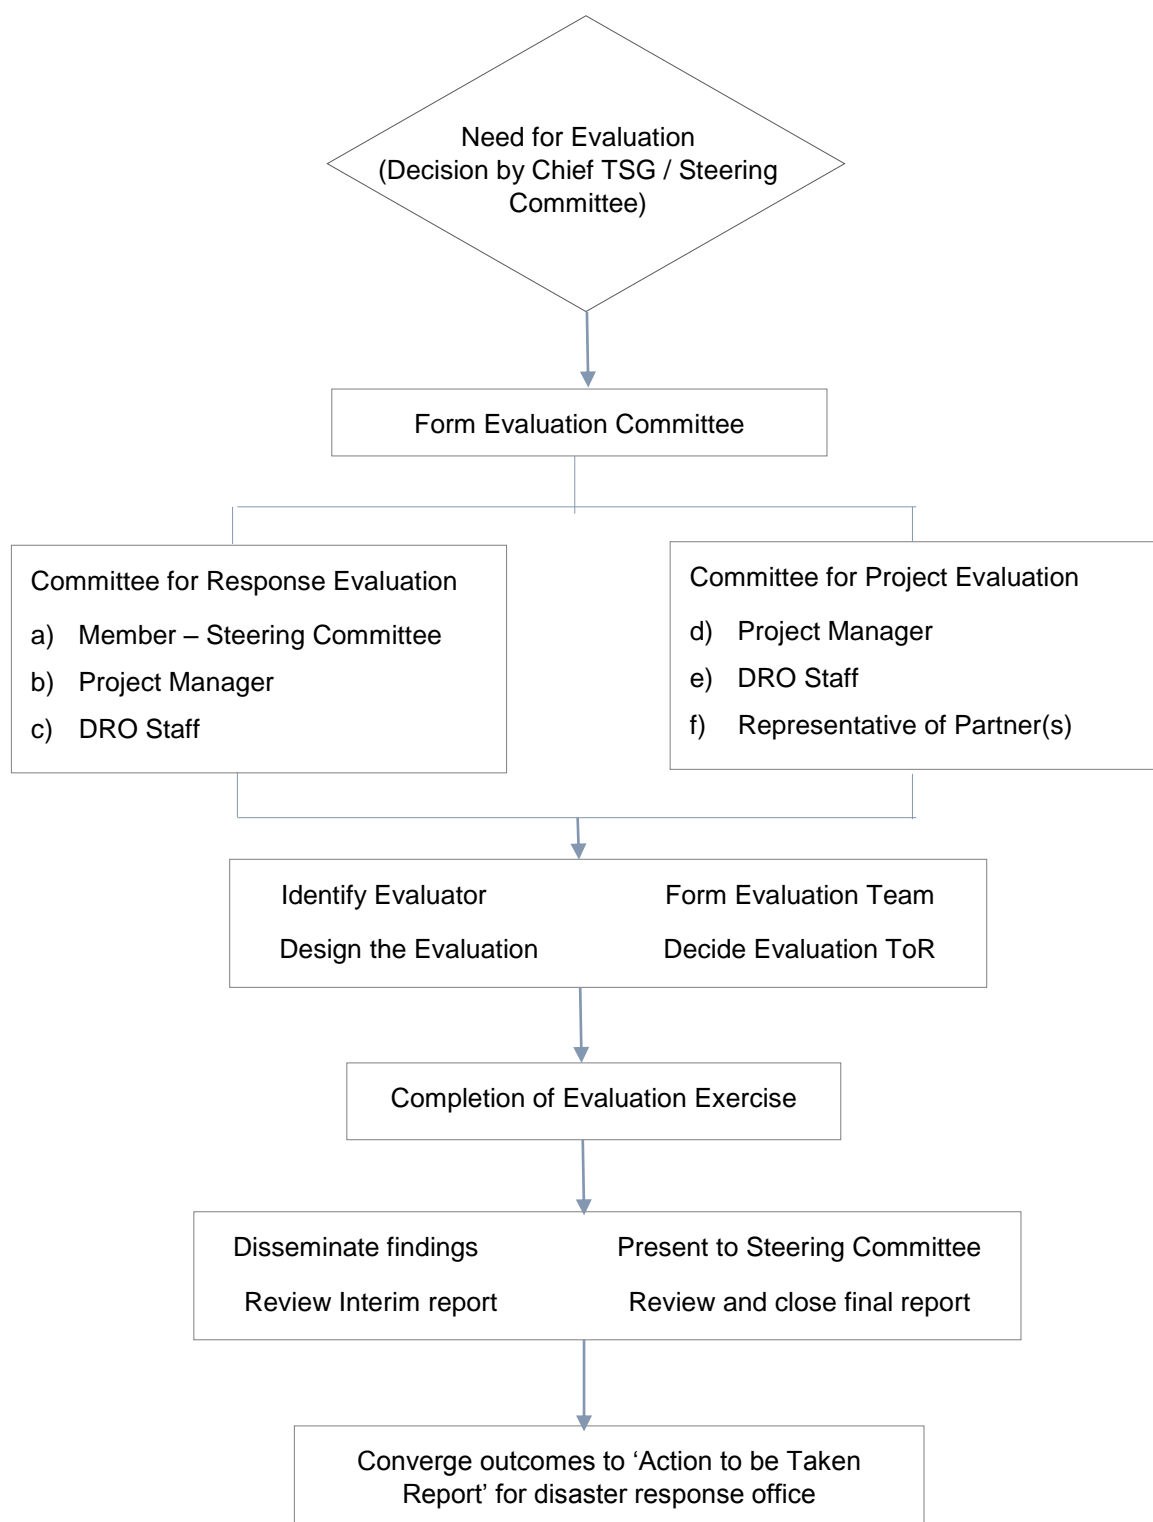 Need for Evaluation
(Decision by Chief TSG / Steering
Committee)
Form Evaluation Committee
Committee for Response Evaluation
a) Member – Steering Committee
b) Project Manager
c) DRO Staff
Committee for Project Evaluation
d) Project Manager
e) DRO Staff
f) Representative of Partner(s)
Identify Evaluator Form Evaluation Team
Design the Evaluation Decide Evaluation ToR
Completion of Evaluation Exercise
Disseminate findings Present to Steering Committee
Review Interim report Review and close final report
Converge outcomes to ‘Action to be Taken
Report’ for disaster response office